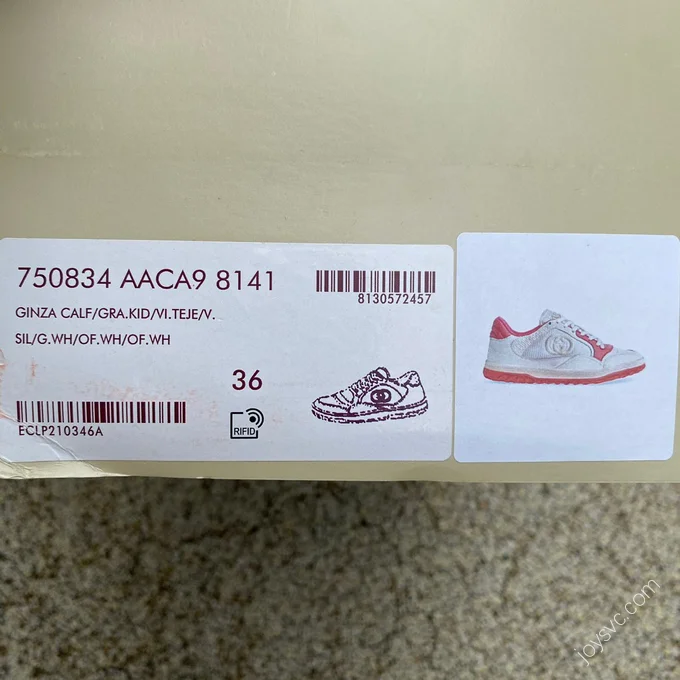 750834 AACA9 8141
8130572457
GINZA CALF/GRA.KID/VI.TEJE/V.
SIL/G.WH/OF.WH/OF.WH
36
ECLP210346A
RFID
joysvc.com